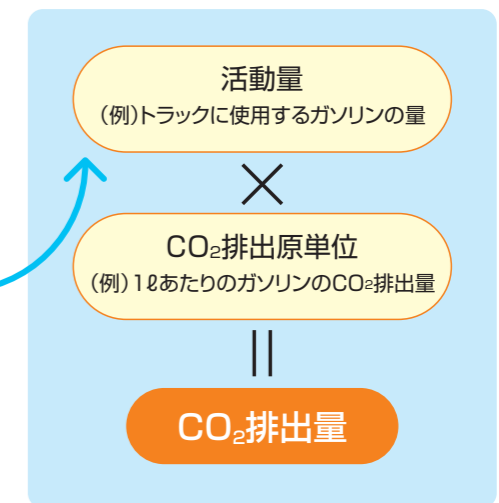 活動量
（例）トラックに使用するガソリンの量
×
CO₂排出原単位
（例）1ℓあたりのガソリンのCO₂排出量
||
CO₂排出量